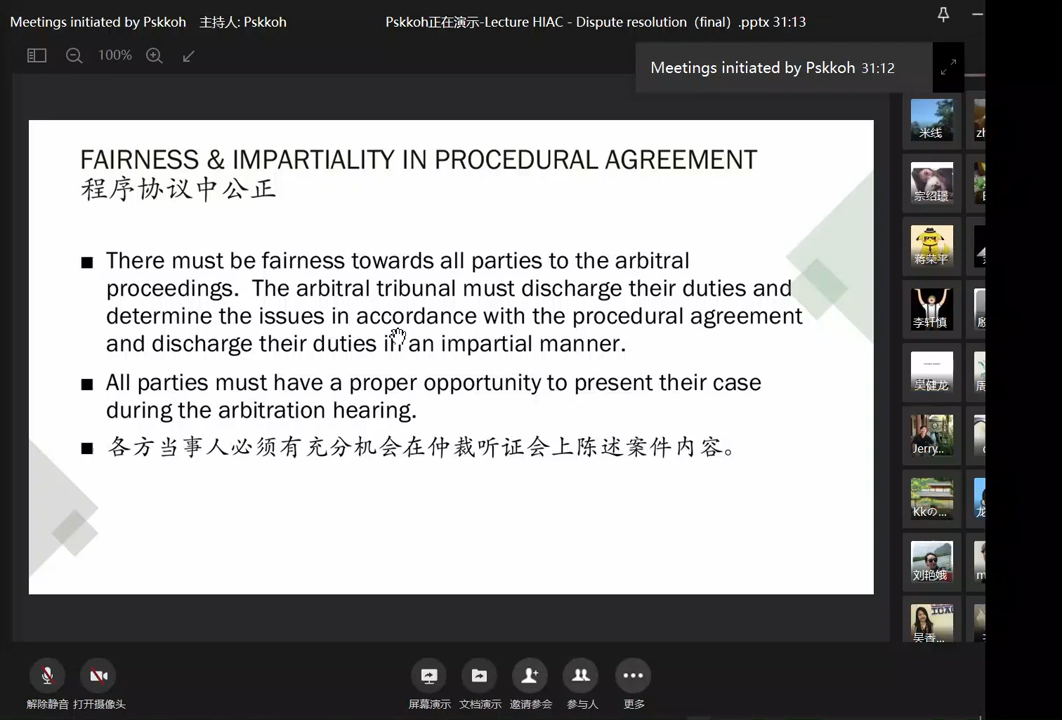 Meetings initiated by Pskkoh 主持人: Pskkoh
Pskkoh正在演示-Lecture HIAC - Dispute resolution（final）.pptx 31:13
100%
Meetings initiated by Pskkoh 31:12
FAIRNESS & IMPARTIALITY IN PROCEDURAL AGREEMENT
程序协议中公正
■ There must be fairness towards all parties to the arbitral
proceedings. The arbitral tribunal must discharge their duties and
determine the issues in accordance with the procedural agreement
and discharge their duties in an impartial manner.
■ All parties must have a proper opportunity to present their case
during the arbitration hearing.
■ 各方当事人必须有充分机会在仲裁听证会上陈述案件内容。
米线
宗绍璟
蒋荣平
李轩慎
吴健龙
Jerry...
Kkの...
刘艳娥
吴香...
解除静音
打开摄像头
屏幕演示
文档演示
邀请参会
参与人
更多